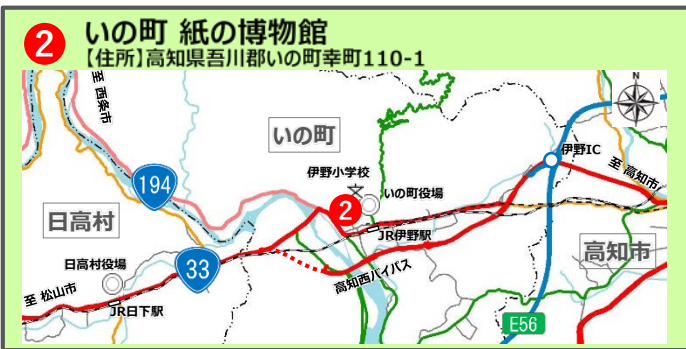 2 いの町 紙の博物館
【住所】高知県吾川郡いの町幸町110-1
至 西条市
N
いの町
伊野IC
伊野小学校
至 高知市
194
いの町役場
2
日高村
JR伊野駅
高知市
33
日高村役場
高知西バイパス
至 松山市
JR日下駅
E56